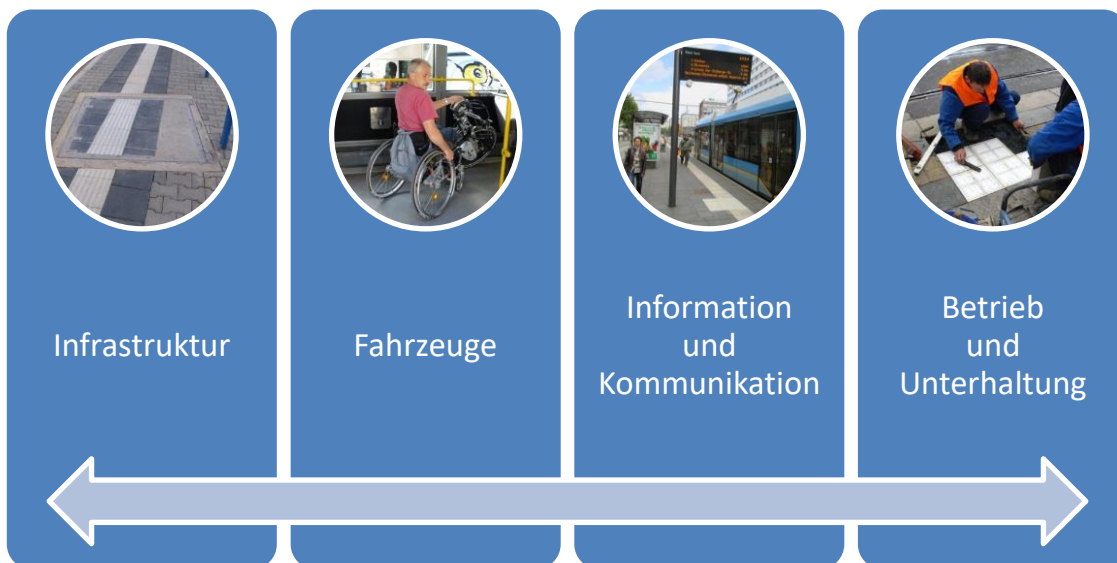 Infrastruktur
Fahrzeuge
Information
und
Kommunikation
Betrieb
und
Unterhaltung